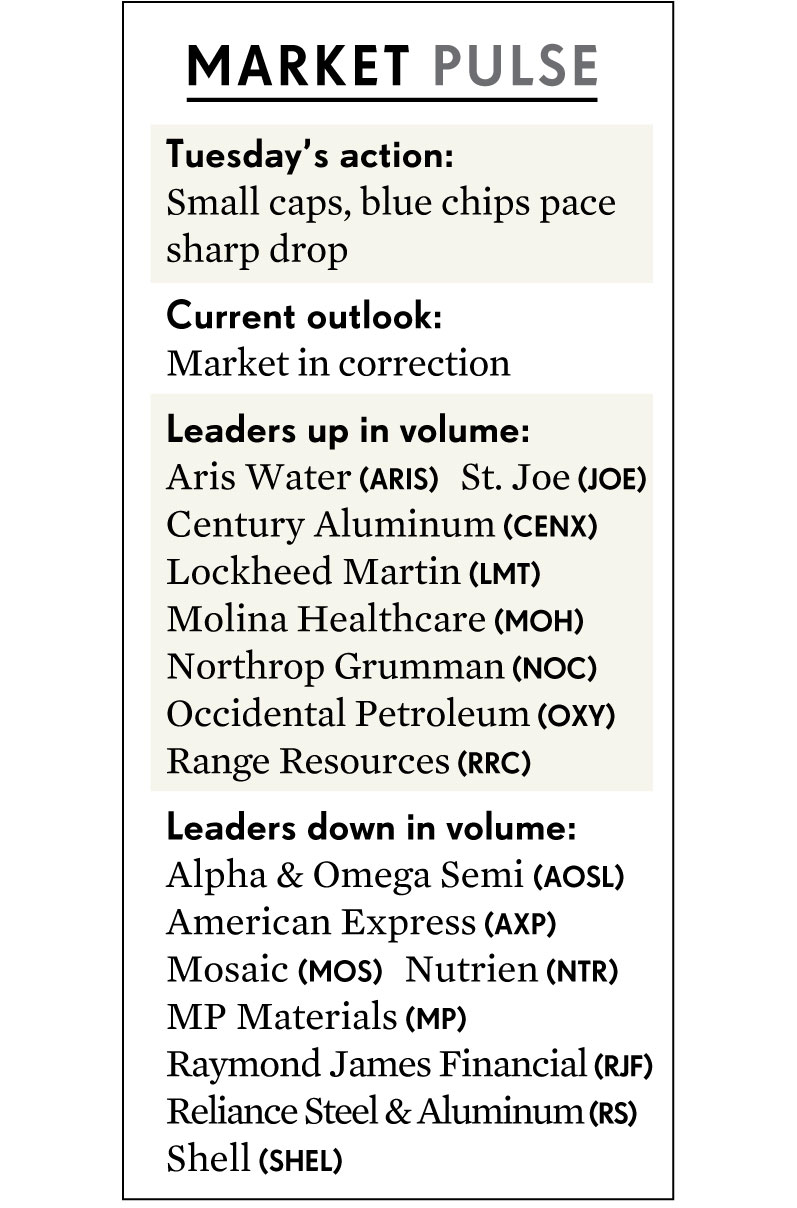 MARKET PULSE
Tuesday's action:
Small caps, blue chips pace
sharp drop
Current outlook:
Market in correction
Leaders up in volume:
Aris Water (ARIS) St. Joe (JOE)
Century Aluminum (CENX)
Lockheed Martin (LMT)
Molina Healthcare (MOH)
Northrop Grumman (NOC)
Occidental Petroleum (OXY)
Range Resources (RRC)
Leaders down in volume:
Alpha & Omega Semi (AOSL)
American Express (AXP)
Mosaic (MOS) Nutrien (NTR)
MP Materials (MP)
Raymond James Financial (RJF)
Reliance Steel & Aluminum (RS)
Shell (SHEL)